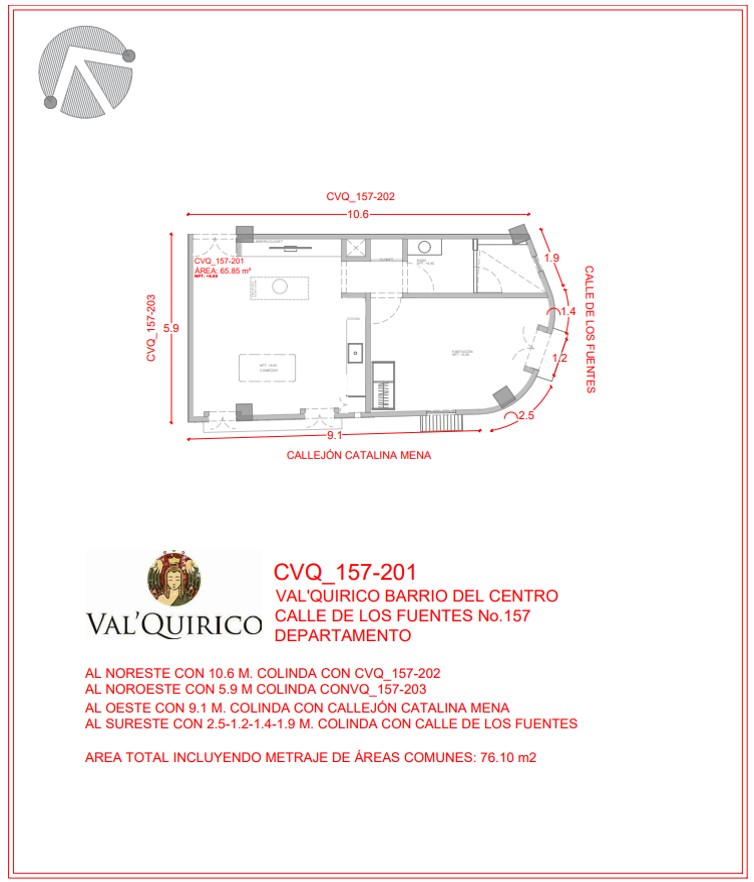 CVQ_157-202
10.6
CVQ_157-201
ÁREA: 65.85 m²
1.9
CVQ_157-203
5.9
1.4
CALLE DE LOS FUENTES
1.2
2.5
9.1
CALLEJÓN CATALINA MENA
VAL'QUIRICO
CVQ_157-201
VAL'QUIRICO BARRIO DEL CENTRO
CALLE DE LOS FUENTES No.157
DEPARTAMENTO
AL NORESTE CON 10.6 M. COLINDA CON CVQ_157-202
AL NOROESTE CON 5.9 M COLINDA CONVQ_157-203
AL OESTE CON 9.1 M. COLINDA CON CALLEJÓN CATALINA MENA
AL SURESTE CON 2.5-1.2-1.4-1.9 M. COLINDA CON CALLE DE LOS FUENTES
AREA TOTAL INCLUYENDO METRAJE DE ÁREAS COMUNES: 76.10 m2